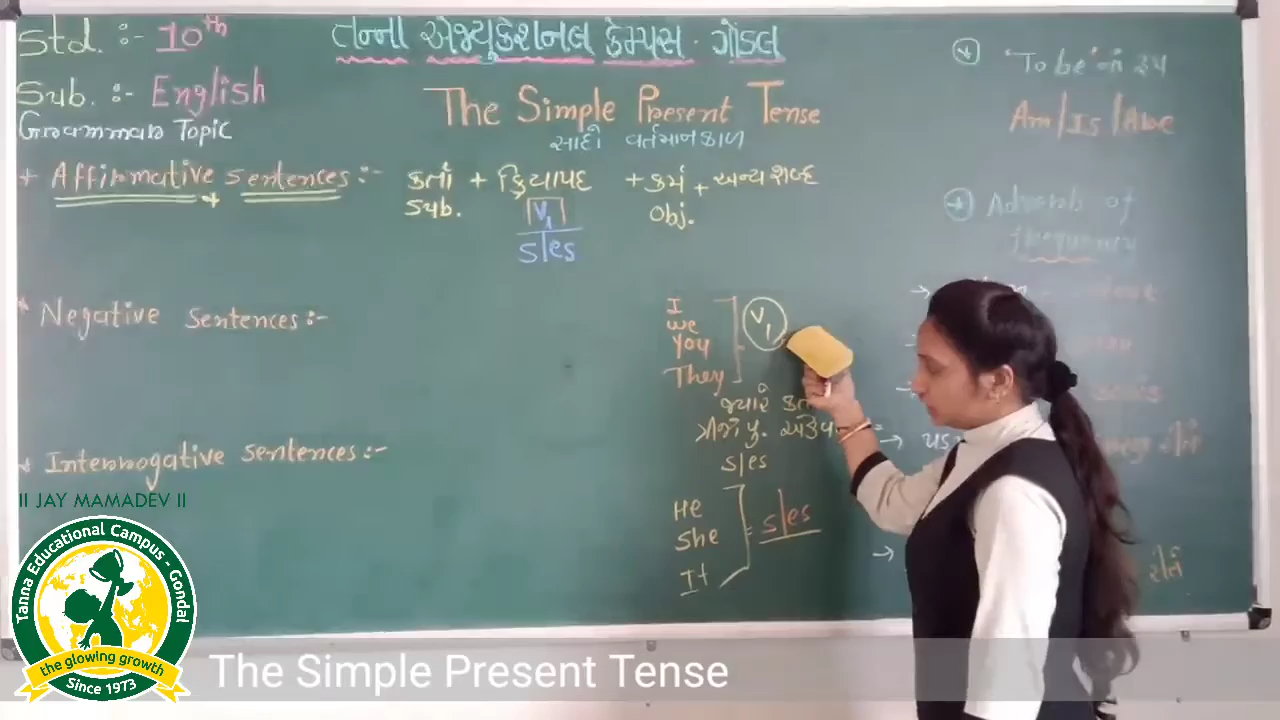 Std. :- 10th
Sub. :- English
Grammar Topic
તન્ના એજ્યુકેશનલ કેમ્પસ - ગોંડલ
The Simple Present Tense
સાદો વર્તમાનકાળ
+ Affirmative sentences :-
કર્તા + ક્રિયાપદ + કર્મ + અન્ય શબ્દ
Sub. V1 Obj.
s/es
* Negative sentences :-
Interrogative sentences :-
I
we
You
They
V1
જ્યારે
s/es
He
She
It
= s/es
* 'To be' નાં રૂપ
Am/Is/Are
* Adverb of
frequency
II JAY MAMADEV II
Tanna Educational Campus - Gondal
the glowing growth
Since 1973
The Simple Present Tense